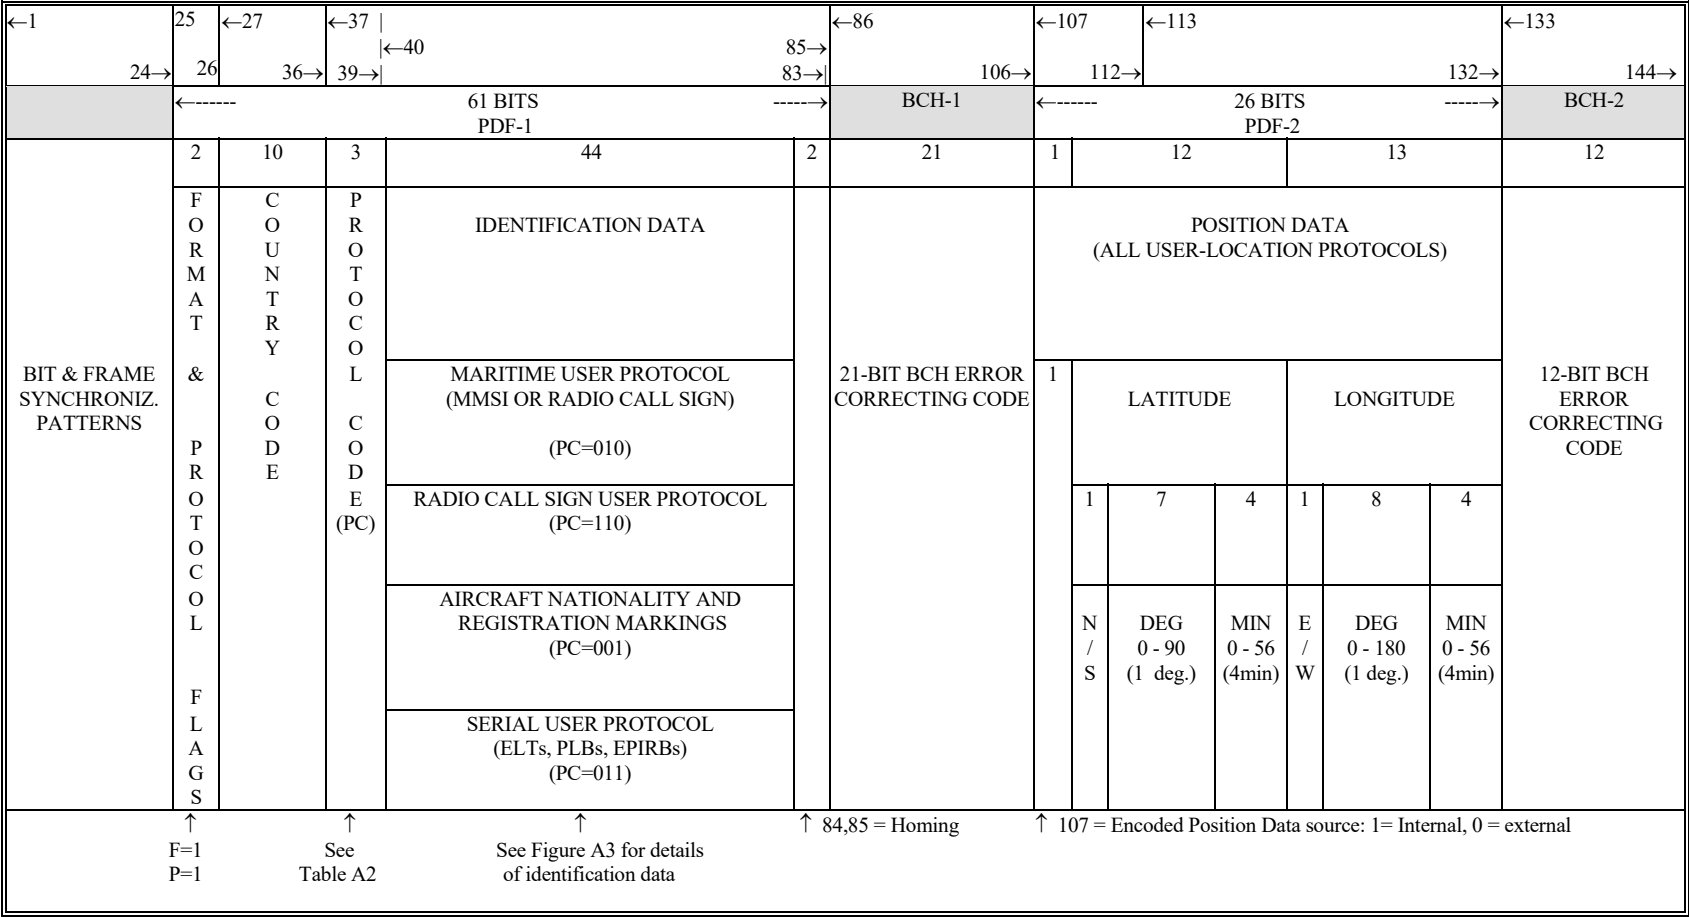 ←1 25 ←27 ←37 | ←86 ←107 ←113 ←133
|←40 85→
24→ 26 36→ 39→| 83→| 106→ 112→ 132→ 144→
←------ 61 BITS -----→ BCH-1 ←------ 26 BITS -----→ BCH-2
PDF-1 PDF-2
2 10 3 44 2 21 1 12 13 12
BIT & FRAME
SYNCHRONIZ.
PATTERNS
F
O
R
M
A
T
&
P
R
O
T
O
C
O
L
F
L
A
G
S
C
O
U
N
T
R
Y
C
O
D
E
P
R
O
T
O
C
O
L
C
O
D
E
(PC)
IDENTIFICATION DATA
MARITIME USER PROTOCOL
(MMSI OR RADIO CALL SIGN)
(PC=010)
RADIO CALL SIGN USER PROTOCOL
(PC=110)
AIRCRAFT NATIONALITY AND
REGISTRATION MARKINGS
(PC=001)
SERIAL USER PROTOCOL
(ELTs, PLBs, EPIRBs)
(PC=011)
21-BIT BCH ERROR
CORRECTING CODE
POSITION DATA
(ALL USER-LOCATION PROTOCOLS)
1
LATITUDE LONGITUDE
1 7 4 1 8 4
N DEG MIN E DEG MIN
/ 0 - 90 0 - 56 / 0 - 180 0 - 56
S (1 deg.) (4min) W (1 deg.) (4min)
12-BIT BCH
ERROR
CORRECTING
CODE
↑ ↑ ↑ ↑ 84,85 = Homing ↑ 107 = Encoded Position Data source: 1= Internal, 0 = external
F=1 See See Figure A3 for details
P=1 Table A2 of identification data